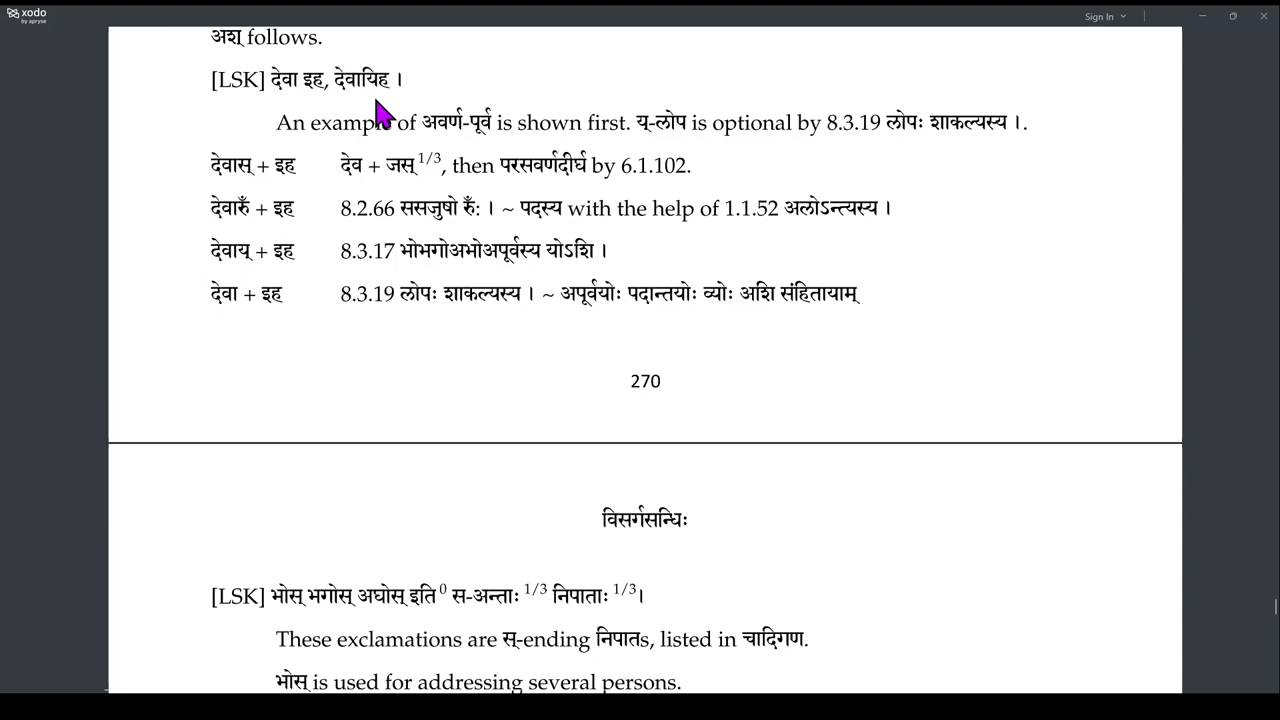 xodo
by apryse
Sign In
अश् follows.
[LSK] देवा इह, देवायिह ।
An example of अवर्ण-पूर्व is shown first. य्-लोप is optional by 8.3.19 लोपः शाकल्यस्य ।.
देवास् + इह देव + जस् 1/3, then परसवर्णदीर्घ by 6.1.102.
देवारुँ + इह 8.2.66 ससजुषो रुँः । ~ पदस्य with the help of 1.1.52 अलोऽन्त्यस्य ।
देवाय् + इह 8.3.17 भोभगोअभोअपूर्वस्य योऽशि ।
देवा + इह 8.3.19 लोपः शाकल्यस्य । ~ अपूर्वयोः पदान्तयोः व्योः अशि संहितायाम्
270
विसर्गसन्धिः
[LSK] भोस् भगोस् अघोस् इति 0 स-अन्ताः 1/3 निपाताः 1/3।
These exclamations are स्-ending निपातs, listed in चादिगण.
भोस् is used for addressing several persons.